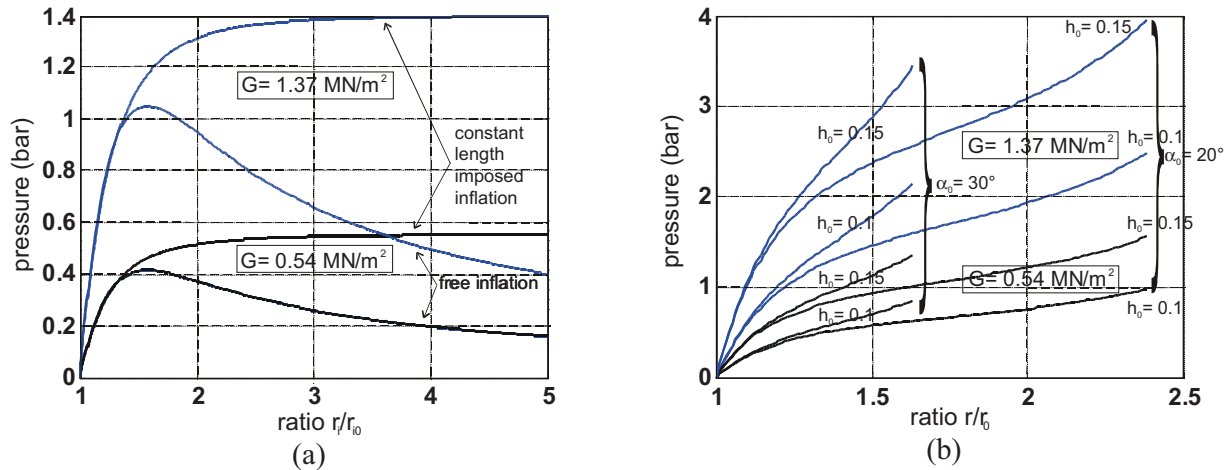 1.4
1.2
1
0.8
0.6
0.4
0.2
0
pressure (bar)
G= 1.37 MN/m²
constant
length
imposed
inflation
G= 0.54 MN/m²
free inflation
1
2
3
4
5
ratio rᵢ/rᵢ₀
(a)
4
3
2
1
0
pressure (bar)
h₀= 0.15
h₀= 0.15
h₀= 0.1
G= 1.37 MN/m²
α₀= 20°
α₀= 30°
h₀= 0.1
h₀= 0.15
h₀= 0.15
G= 0.54 MN/m²
h₀= 0.1
h₀= 0.1
1
1.5
2
2.5
ratio r/r₀
(b)